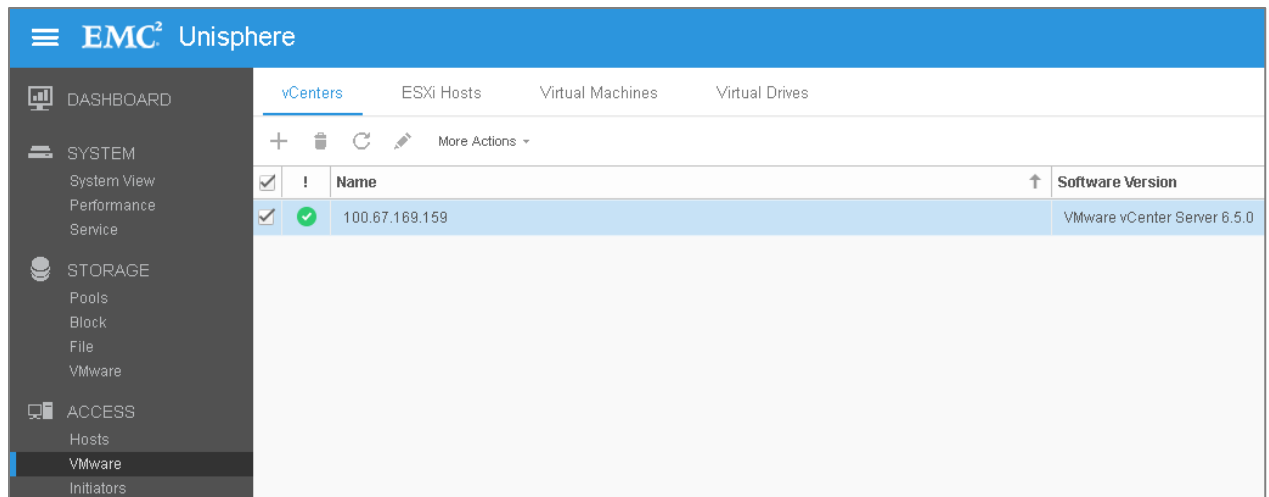 EMC² Unisphere
DASHBOARD
SYSTEM
System View
Performance
Service
STORAGE
Pools
Block
File
VMware
ACCESS
Hosts
VMware
Initiators
vCenters ESXi Hosts Virtual Machines Virtual Drives
More Actions
! Name Software Version
100.67.169.159 VMware vCenter Server 6.5.0